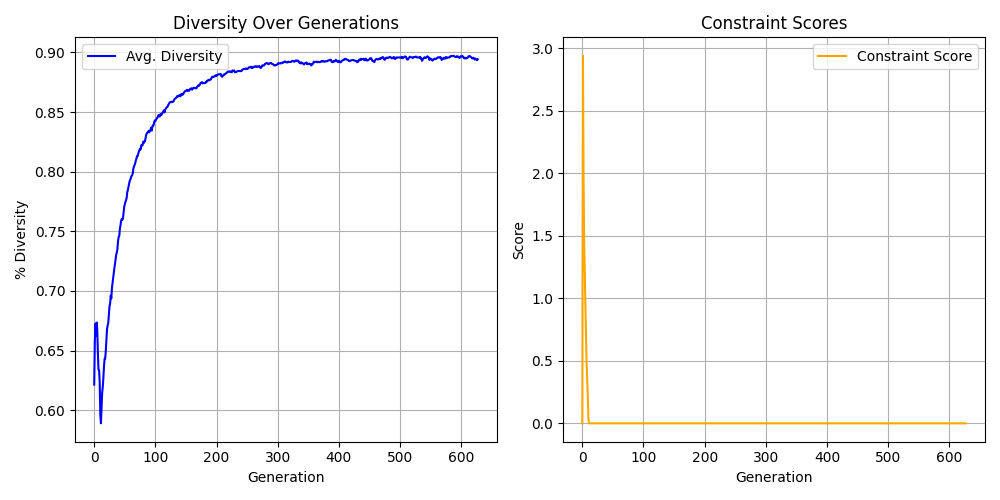 Diversity Over Generations
Avg. Diversity
% Diversity
0.90
0.85
0.80
0.75
0.70
0.65
0.60
0 100 200 300 400 500 600
Generation
Constraint Scores
Constraint Score
Score
3.0
2.5
2.0
1.5
1.0
0.5
0.0
0 100 200 300 400 500 600
Generation